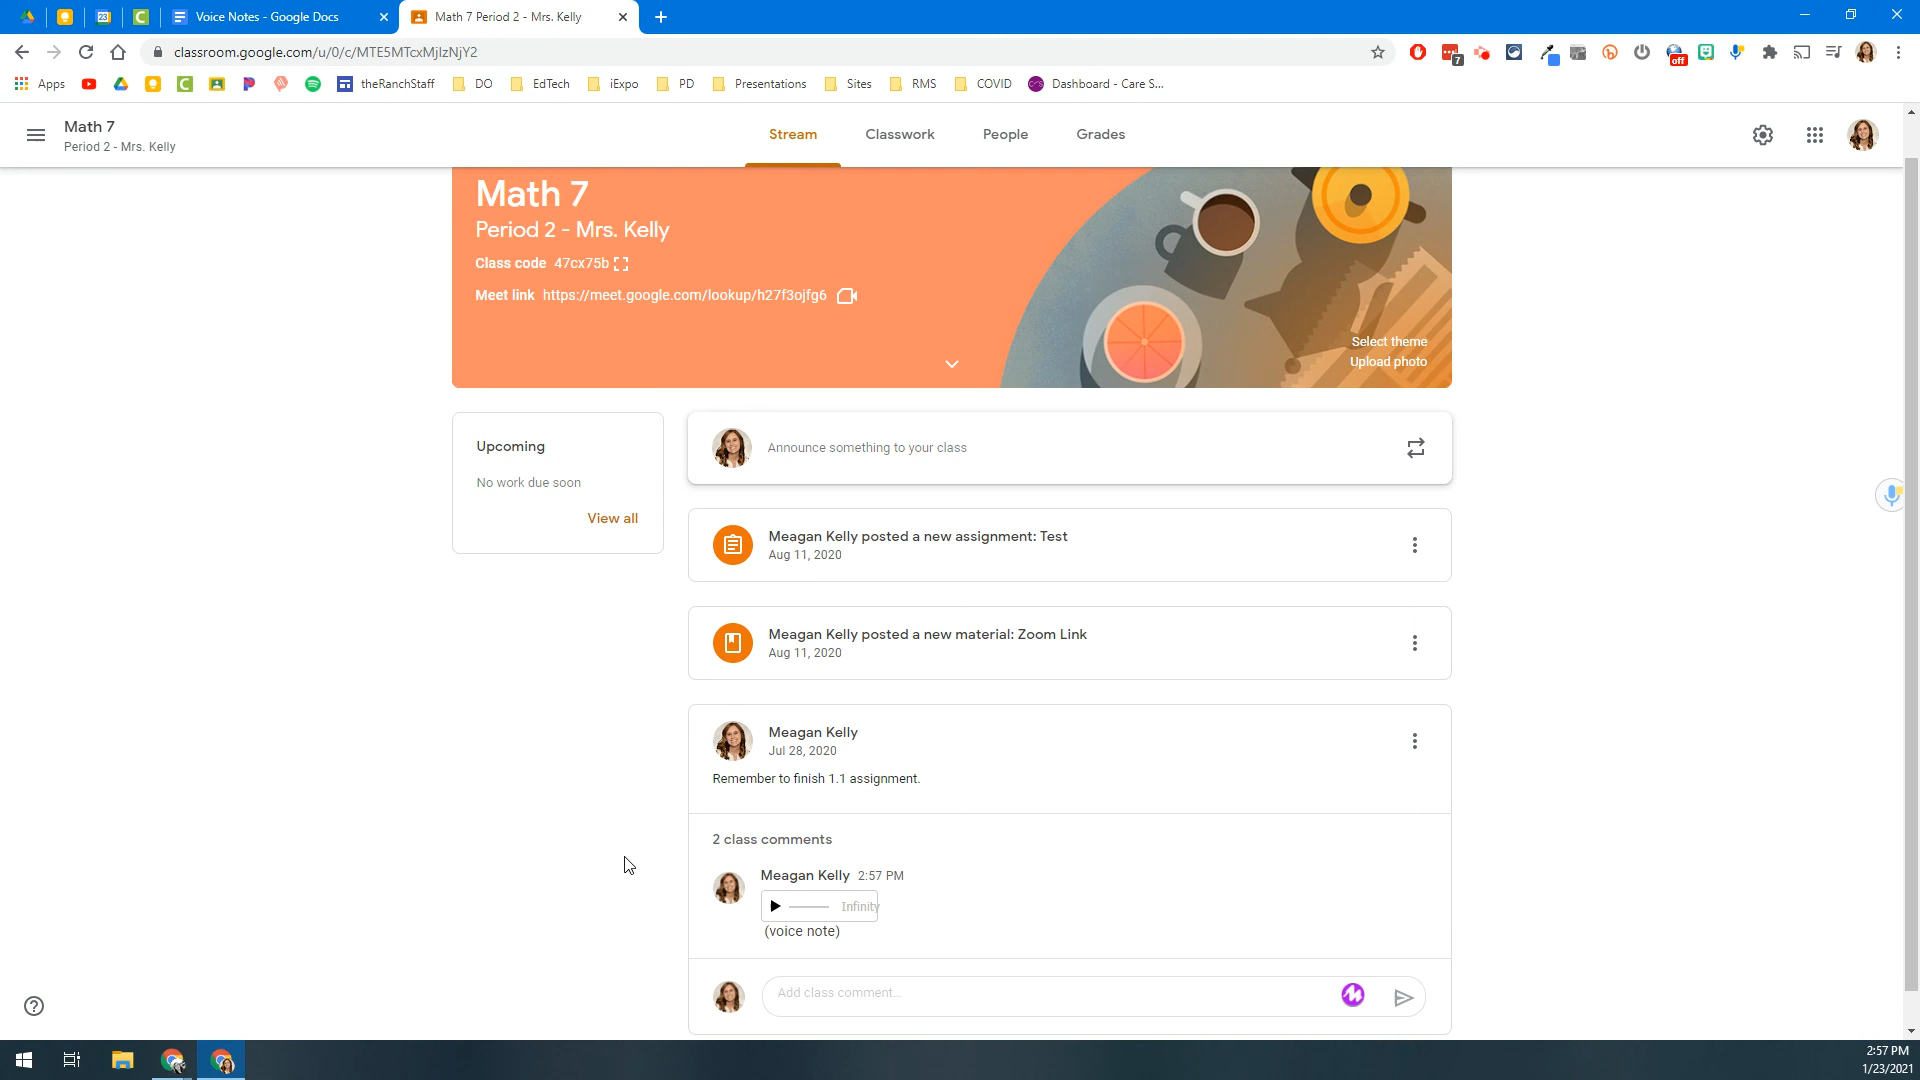 23
Voice Notes - Google Docs
Math 7 Period 2 - Mrs. Kelly
classroom.google.com/u/0/c/MTE5MTcxMjIzNjY2
7
off
Apps
theRanchStaff
DO
EdTech
iExpo
PD
Presentations
Sites
RMS
COVID
Dashboard - Care S...
Math 7
Period 2 - Mrs. Kelly
Stream
Classwork
People
Grades
Math 7
Period 2 - Mrs. Kelly
Class code 47cx75b
Meet link https://meet.google.com/lookup/h27f3ojfg6
Select theme
Upload photo
Upcoming
No work due soon
View all
Announce something to your class
Meagan Kelly posted a new assignment: Test
Aug 11, 2020
Meagan Kelly posted a new material: Zoom Link
Aug 11, 2020
Meagan Kelly
Jul 28, 2020
Remember to finish 1.1 assignment.
2 class comments
Meagan Kelly 2:57 PM
Infinity
(voice note)
Add class comment...
2:57 PM
1/23/2021